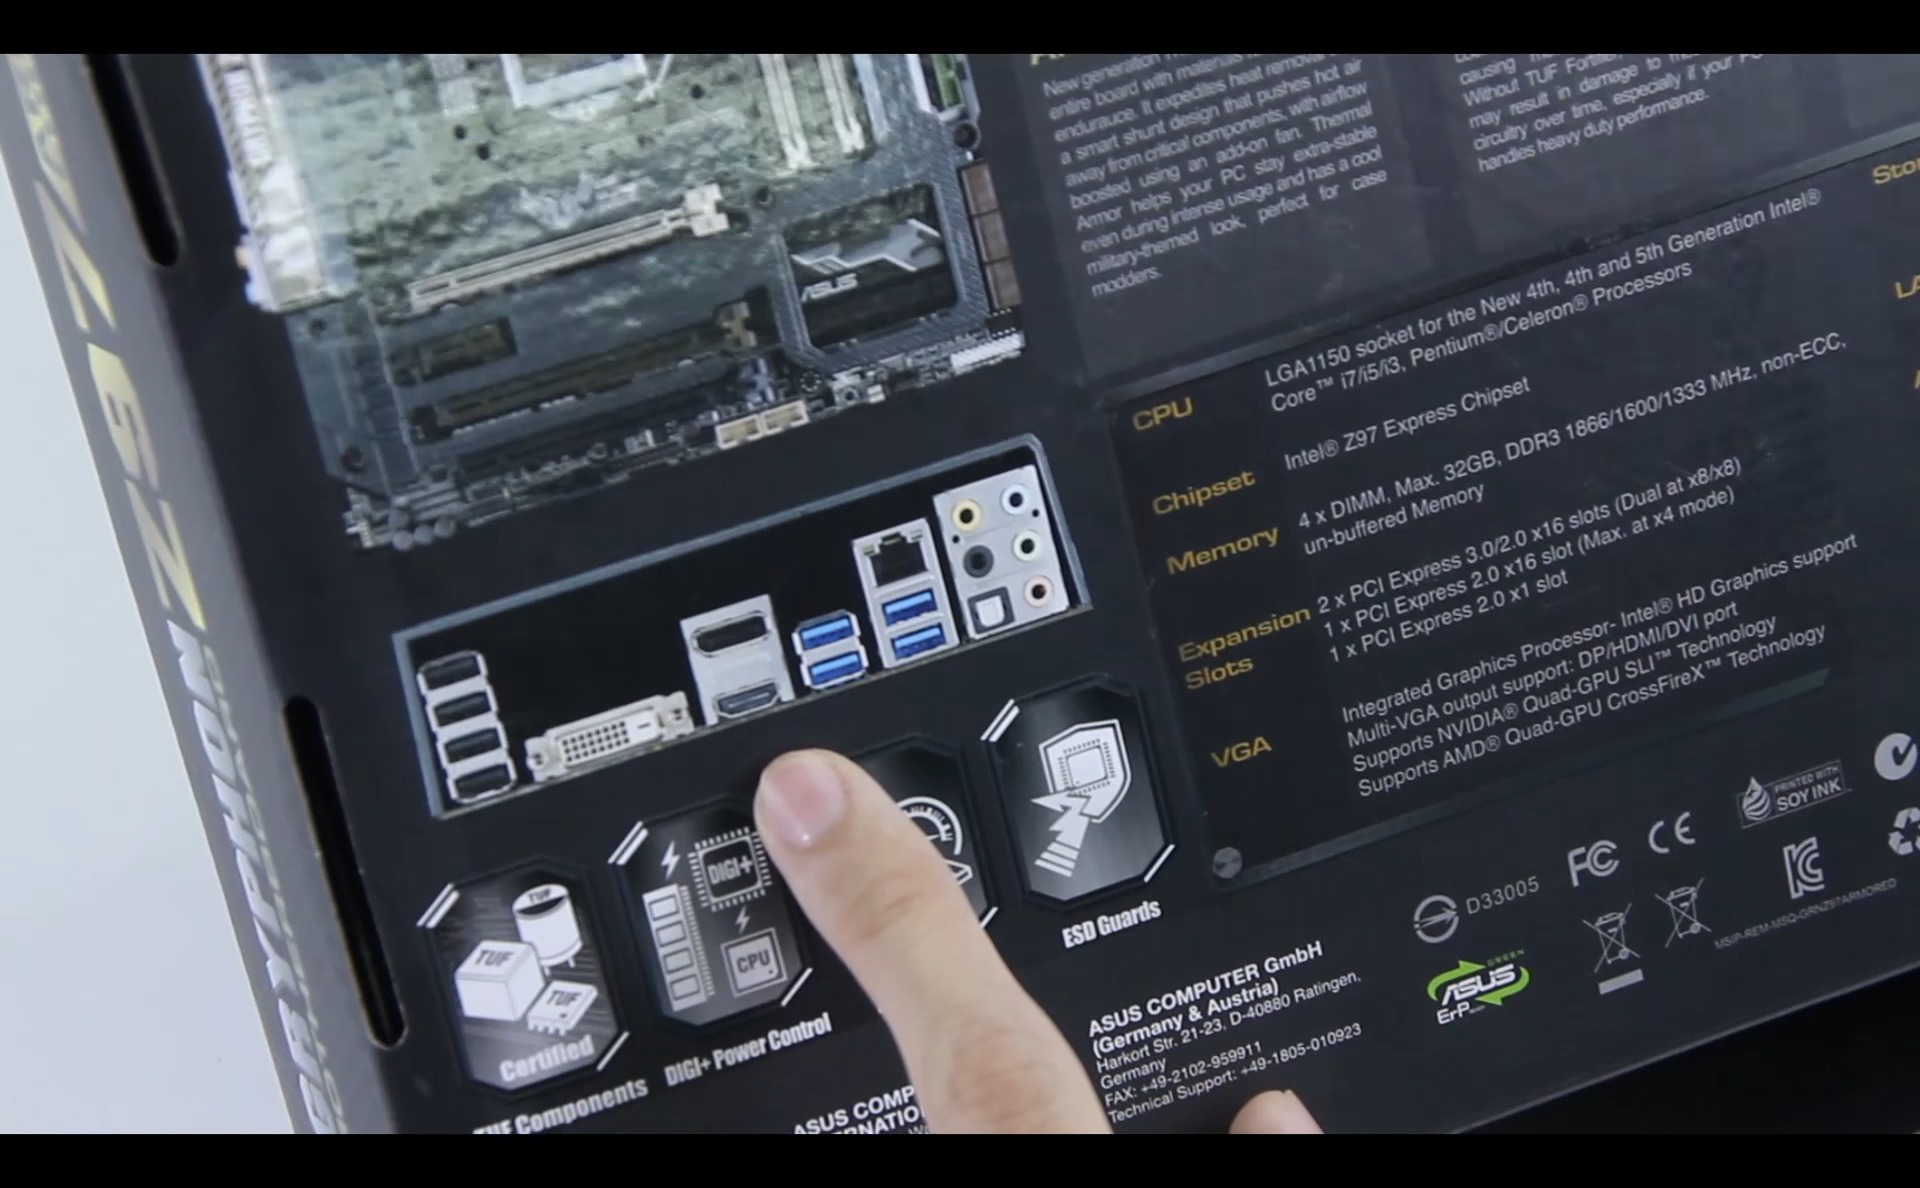 New generation
entire board with materials
endurauce. It expedites heat removal
a smart shunt design that pushes hot air
away from critical components, with airflow
boosted using an add-on fan. Thermal
Armor helps your PC stay extra-stable
even during intense usage and has a cool
military-themed look, perfect for case
modders.
causing
Without TUF
may result in damage to
circuitry over time, especially if your
handles heavy duty performance.
ASUS
CPU
LGA1150 socket for the New 4th, 4th and 5th Generation Intel®
Core™ i7/i5/i3, Pentium®/Celeron® Processors
Chipset
Intel® Z97 Express Chipset
Memory
4 x DIMM, Max. 32GB, DDR3 1866/1600/1333 MHz, non-ECC,
un-buffered Memory
Expansion
Slots
2 x PCI Express 3.0/2.0 x16 slots (Dual at x8/x8)
1 x PCI Express 2.0 x16 slot (Max. at x4 mode)
1 x PCI Express 2.0 x1 slot
VGA
Integrated Graphics Processor- Intel® HD Graphics support
Multi-VGA output support: DP/HDMI/DVI port
Supports NVIDIA® Quad-GPU SLI™ Technology
Supports AMD® Quad-GPU CrossFireX™ Technology
Z97
GRYPHON
TUF
TUF
TUF
Certified
TUF Components
DIGI+
CPU
DIGI+ Power Control
ESD Guards
D33005
FC
CE
PRINTED WITH
SOY INK
MSIP-REM-MSQ-GRNZ97ARMORED
GREEN
ASUS
ErP
ASUS COMPUTER GmbH
(Germany & Austria)
Harkort Str. 21-23, D-40880 Ratingen,
Germany
FAX: +49-2102-959911
Technical Support: +49-1805-010923
ASUS